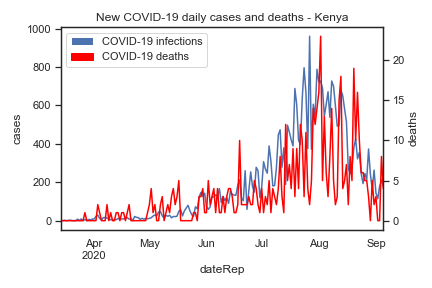 New COVID-19 daily cases and deaths - Kenya
COVID-19 infections
COVID-19 deaths
1000
800
600
400
200
0
cases
20
15
10
5
0
deaths
Apr
2020
May
Jun
Jul
Aug
Sep
dateRep